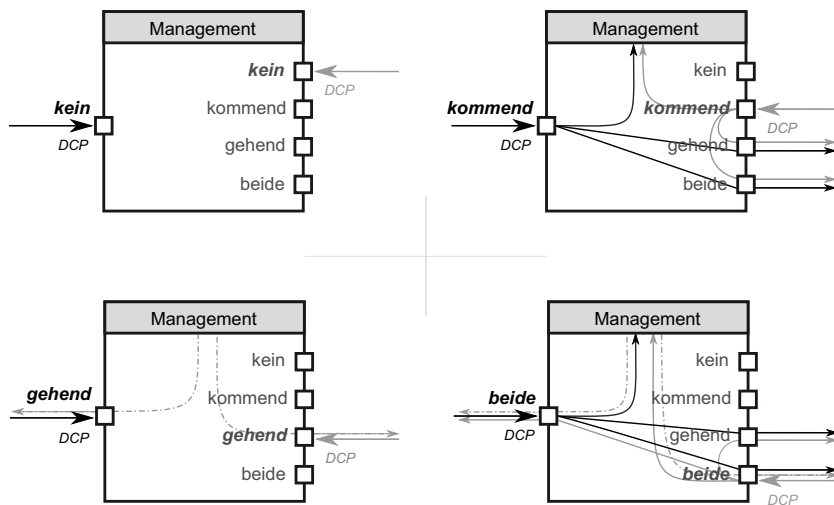 Management
kein
DCP
kein
kommend
DCP
gehend
beide
Management
kein
kommend
kommend
DCP
DCP
gehend
beide
Management
kein
gehend
kommend
DCP
gehend
DCP
beide
Management
kein
beide
kommend
DCP
gehend
beide
DCP